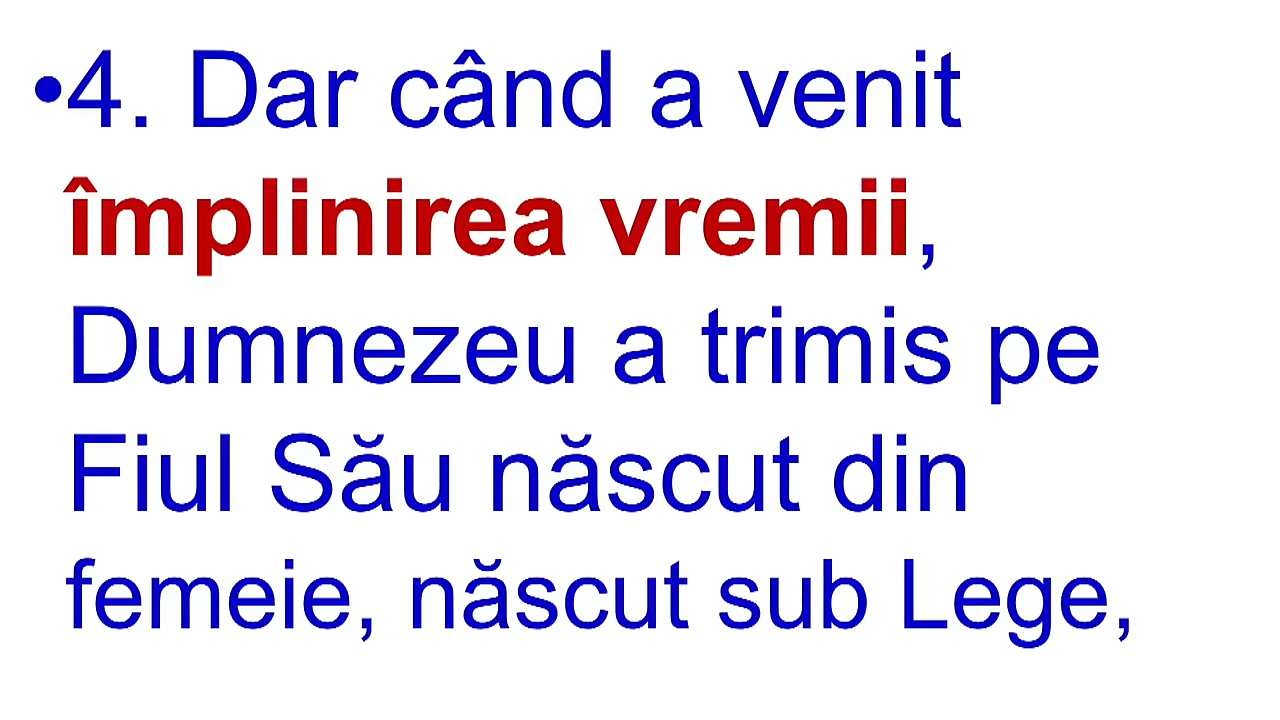 •4. Dar când a venit
împlinirea vremii,
Dumnezeu a trimis pe
Fiul Său născut din
femeie, născut sub Lege,